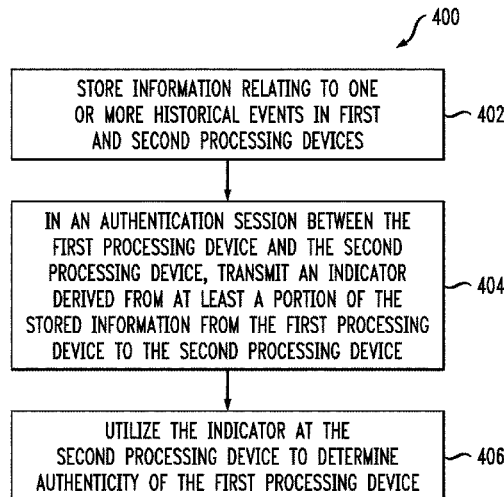 400
STORE INFORMATION RELATING TO ONE
OR MORE HISTORICAL EVENTS IN FIRST
AND SECOND PROCESSING DEVICES
402
IN AN AUTHENTICATION SESSION BETWEEN THE
FIRST PROCESSING DEVICE AND THE SECOND
PROCESSING DEVICE, TRANSMIT AN INDICATOR
DERIVED FROM AT LEAST A PORTION OF THE
STORED INFORMATION FROM THE FIRST PROCESSING
DEVICE TO THE SECOND PROCESSING DEVICE
404
UTILIZE THE INDICATOR AT THE
SECOND PROCESSING DEVICE TO DETERMINE
AUTHENTICITY OF THE FIRST PROCESSING DEVICE
406